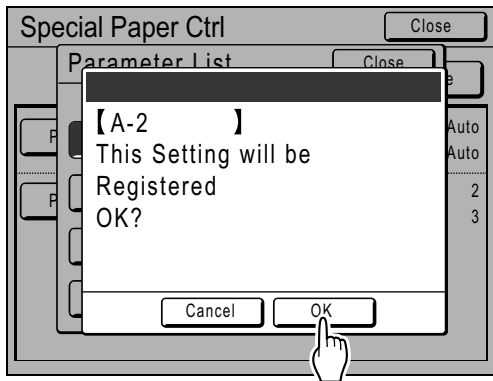 Special Paper Ctrl
Close
Parameter List
Close
e
P
Auto
Auto
P
2
3
【A-2 】
This Setting will be
Registered
OK?
Cancel
OK